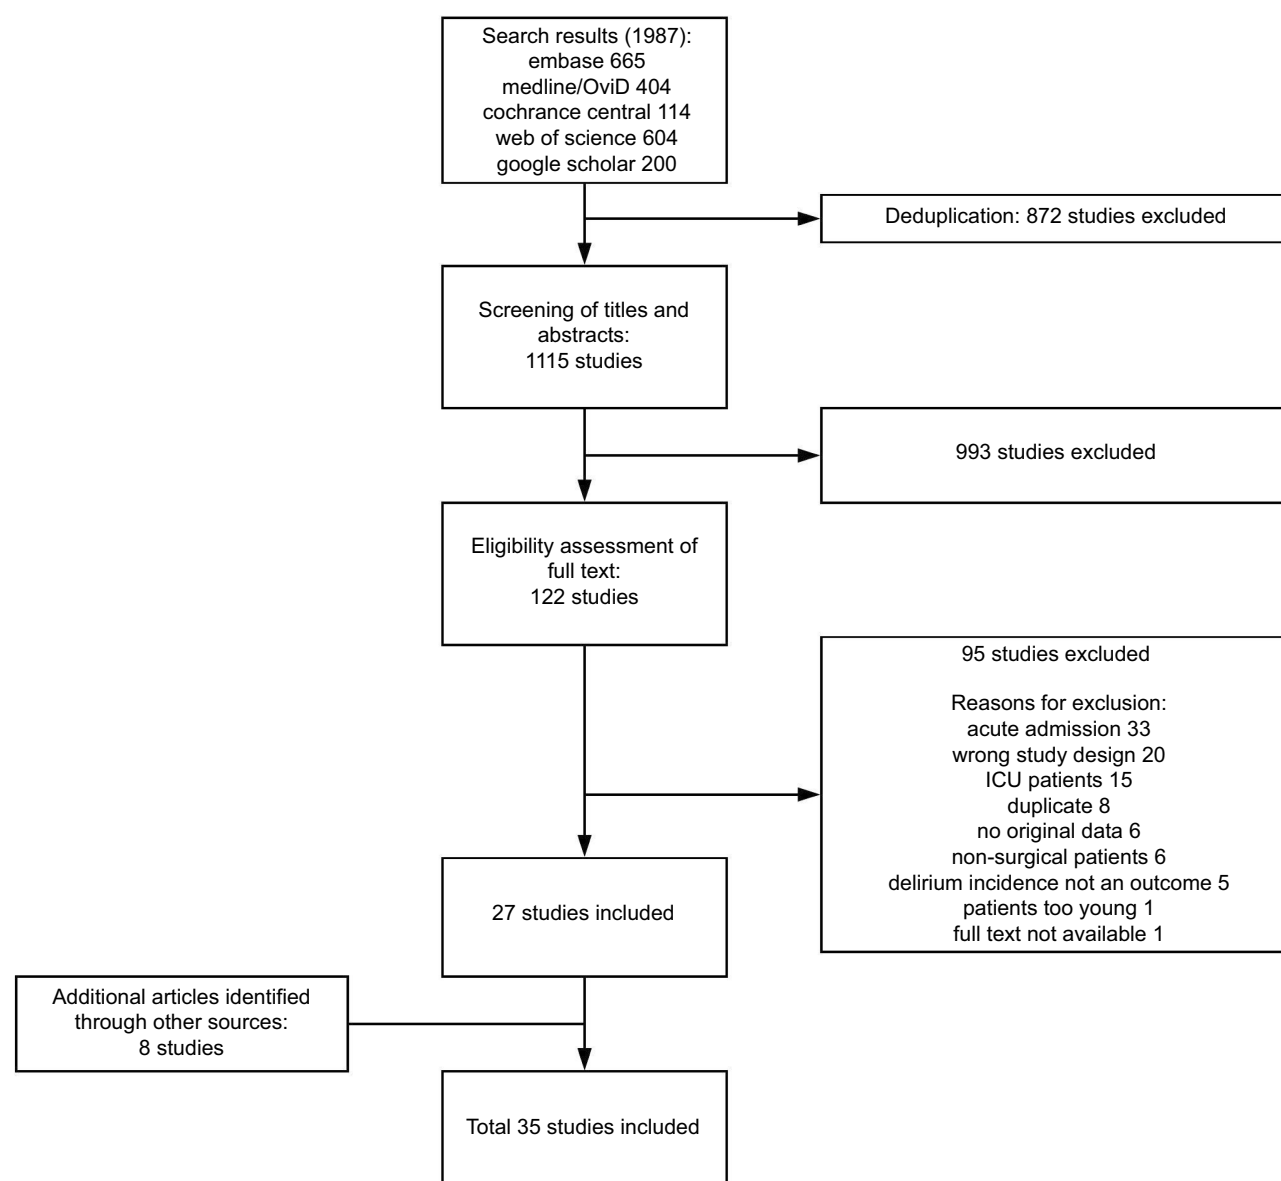 Search results (1987):
embase 665
medline/OviD 404
cochrance central 114
web of science 604
google scholar 200
Deduplication: 872 studies excluded
Screening of titles and
abstracts:
1115 studies
993 studies excluded
Eligibility assessment of
full text:
122 studies
95 studies excluded
Reasons for exclusion:
acute admission 33
wrong study design 20
ICU patients 15
duplicate 8
no original data 6
non-surgical patients 6
delirium incidence not an outcome 5
patients too young 1
full text not available 1
27 studies included
Additional articles identified
through other sources:
8 studies
Total 35 studies included